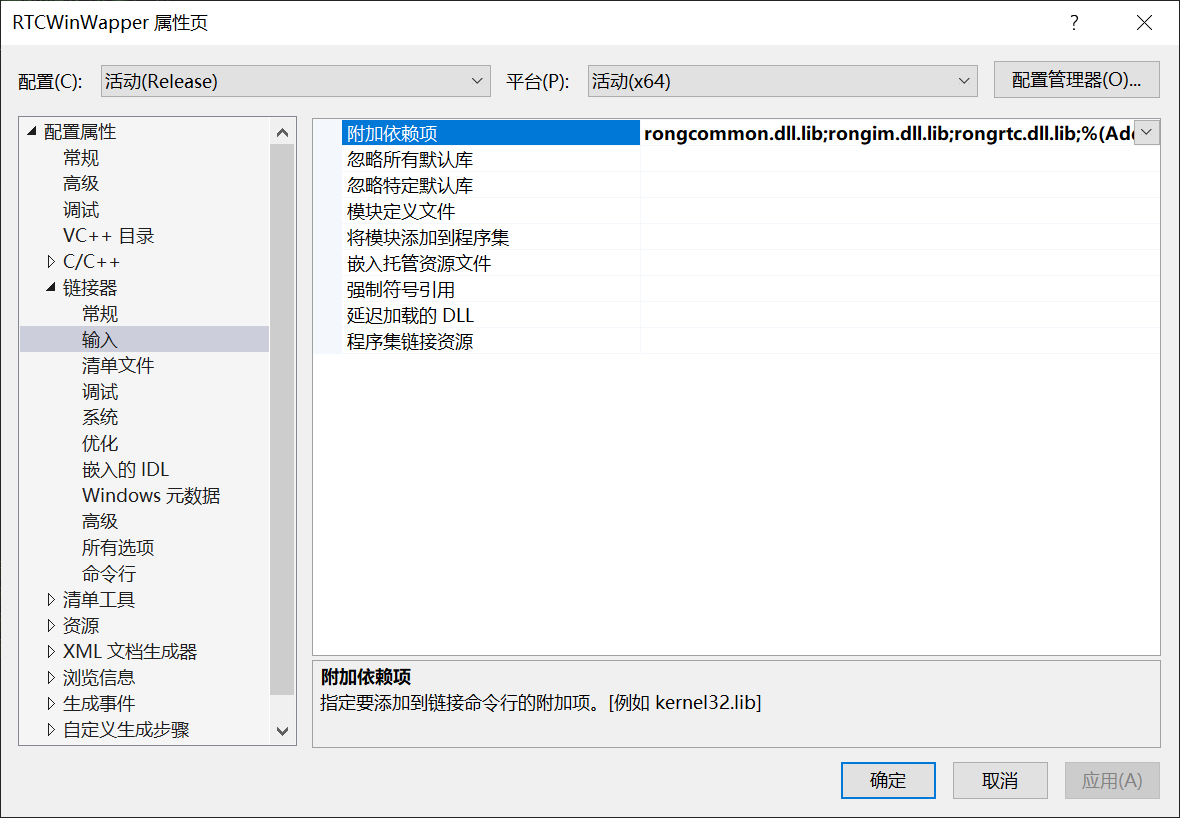 RTCWinWapper 属性页
配置(C):
活动(Release)
平台(P):
活动(x64)
配置管理器(O)...
配置属性
常规
高级
调试
VC++ 目录
C/C++
链接器
常规
输入
清单文件
调试
系统
优化
嵌入的 IDL
Windows 元数据
高级
所有选项
命令行
清单工具
资源
XML 文档生成器
浏览信息
生成事件
自定义生成步骤
附加依赖项 rongcommon.dll.lib;rongim.dll.lib;rongrtc.dll.lib;%(Ad
忽略所有默认库
忽略特定默认库
模块定义文件
将模块添加到程序集
嵌入托管资源文件
强制符号引用
延迟加载的 DLL
程序集链接资源
附加依赖项
指定要添加到链接命令行的附加项。[例如 kernel32.lib]
确定
取消
应用(A)